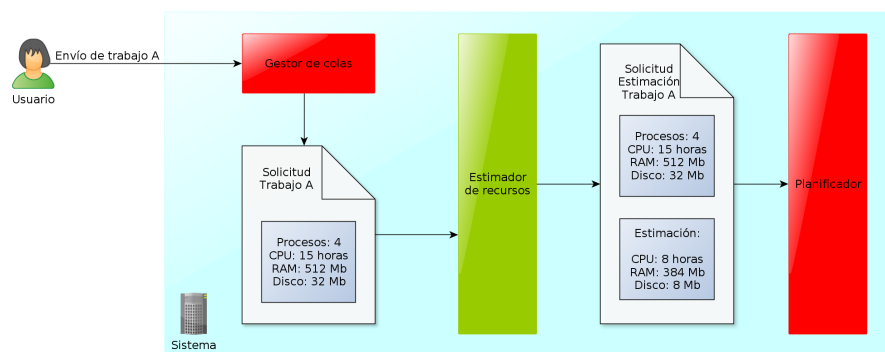 Envío de trabajo A
Usuario
Gestor de colas
Solicitud
Trabajo A
Procesos: 4
CPU: 15 horas
RAM: 512 Mb
Disco: 32 Mb
Estimador
de recursos
Solicitud
Estimación
Trabajo A
Procesos: 4
CPU: 15 horas
RAM: 512 Mb
Disco: 32 Mb
Estimación:
CPU: 8 horas
RAM: 384 Mb
Disco: 8 Mb
Planificador
Sistema